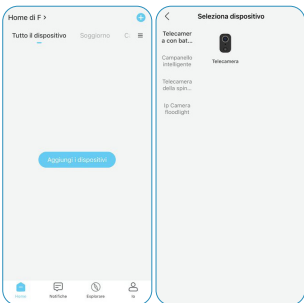 Home di F >
Tutto il dispositivo Soggiorno C
Aggiungi i dispositivi
Home Notifiche Explorare Io
Seleziona dispositivo
Telecamer
a con bat...
Campanello
intelligente
Telecamera
della spin...
Ip Camera
floodlight
Telecamera